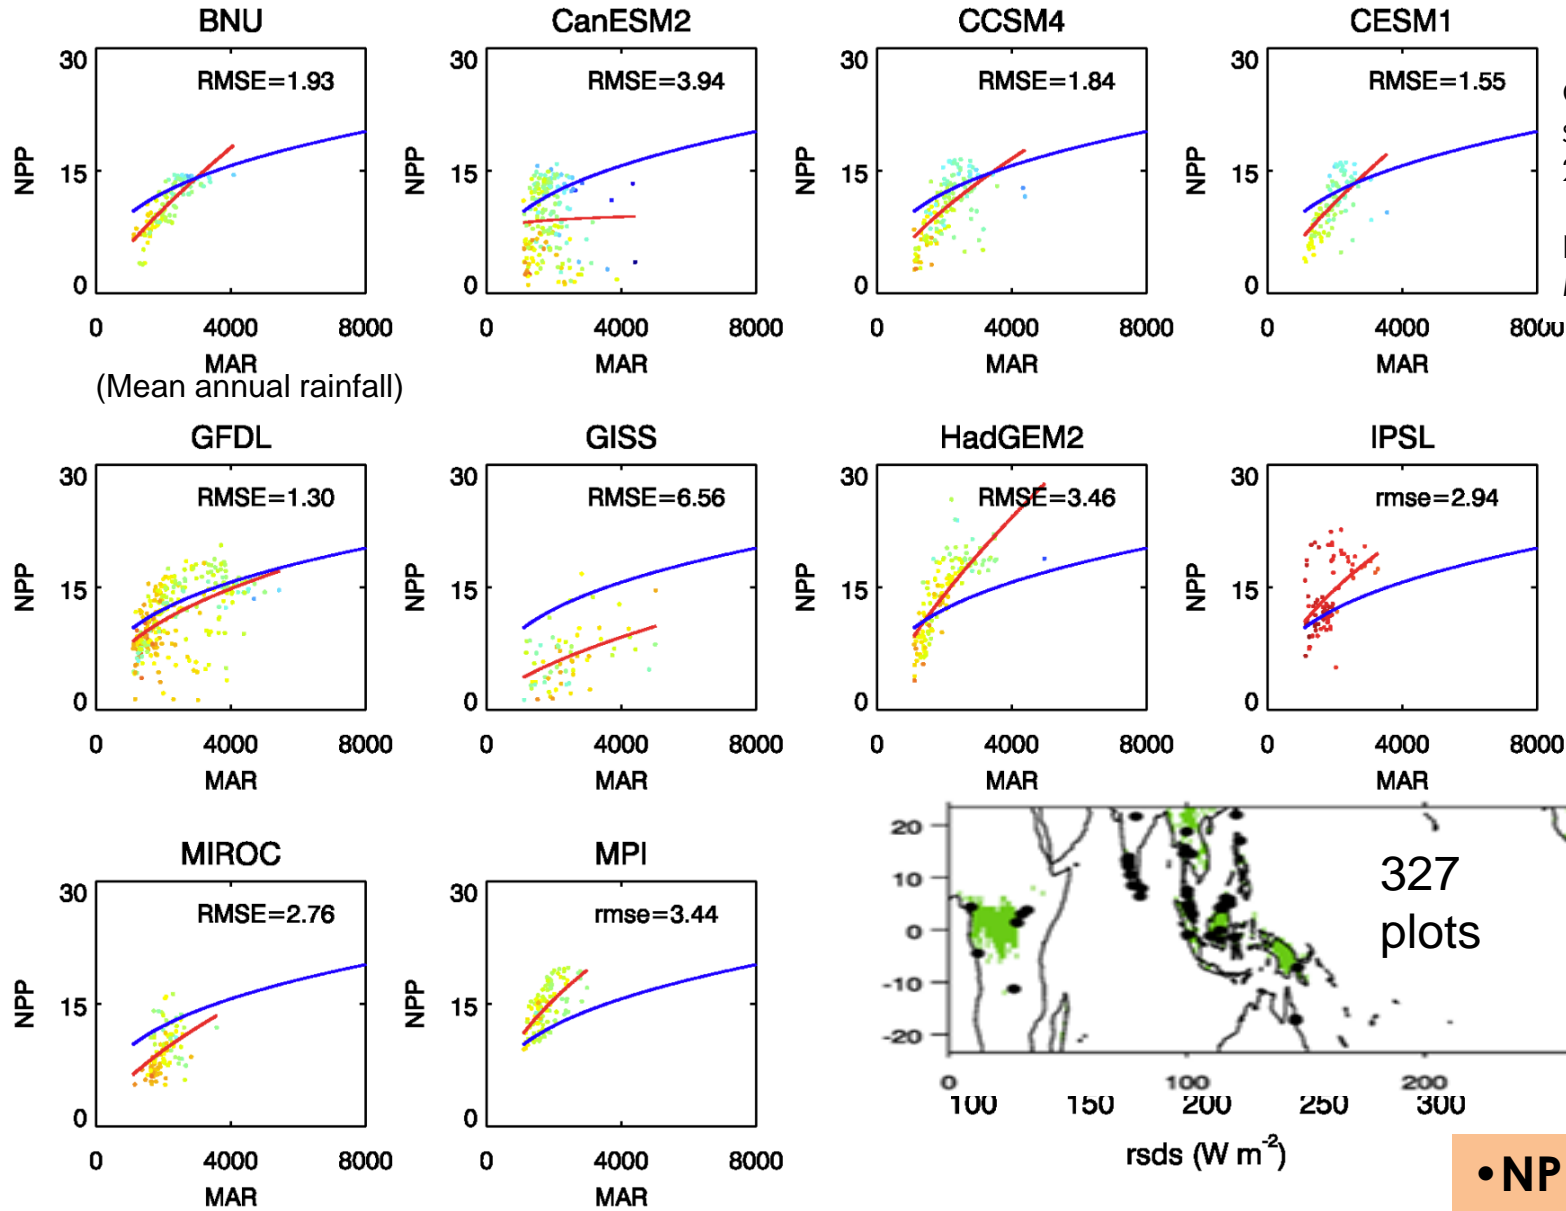 BNU
30
RMSE=1.93
NPP
15
0
0 4000 8000
MAR
(Mean annual rainfall)
CanESM2
30
RMSE=3.94
NPP
15
0
0 4000 8000
MAR
CCSM4
30
RMSE=1.84
NPP
15
0
0 4000 8000
MAR
CESM1
30
RMSE=1.55
NPP
15
0
0 4000 8000
MAR
GFDL
30
RMSE=1.30
NPP
15
0
0 4000 8000
MAR
GISS
30
RMSE=6.56
NPP
15
0
0 4000 8000
MAR
HadGEM2
30
RMSE=3.46
NPP
15
0
0 4000 8000
MAR
IPSL
30
rmse=2.94
NPP
15
0
0 4000 8000
MAR
MIROC
30
RMSE=2.76
NPP
15
0
0 4000 8000
MAR
MPI
30
rmse=3.44
NPP
15
0
0 4000 8000
MAR
20
10
0
-10
-20
327
plots
0 100 200
100 150 200 250 300
rsds (W m-2)
•NP